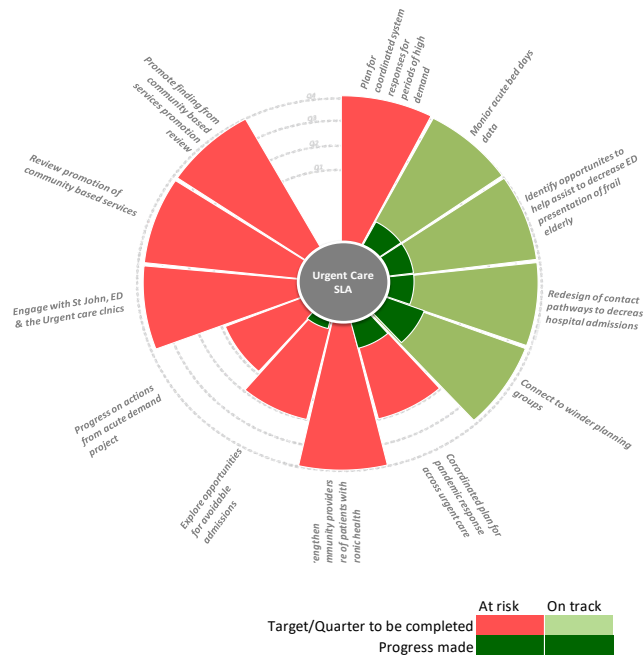 Plan for
coordinated system
responses for
periods of high
demand
Monior acute bed days
data
Identify opportunites to
help assist to decrease ED
presentation of frail
elderly
Redesign of contact
pathways to decreas
hospital admissions
Connect to winder planning
groups
Corordinated plan for
pandemic response
across urgent care
rengthen
mmunity providers
re of patients with
ronic health
Explore opportunities
for avoidable
admissions
Progress on actions
from acute demand
project
Engage with St John, ED
& the Urgent care clnics
Review promotion of
community based services
Promote finding from
community based
services promotion
review
Q4
Q3
Q2
Q1
Urgent Care
SLA
At risk
On track
Target/Quarter to be completed
Progress made